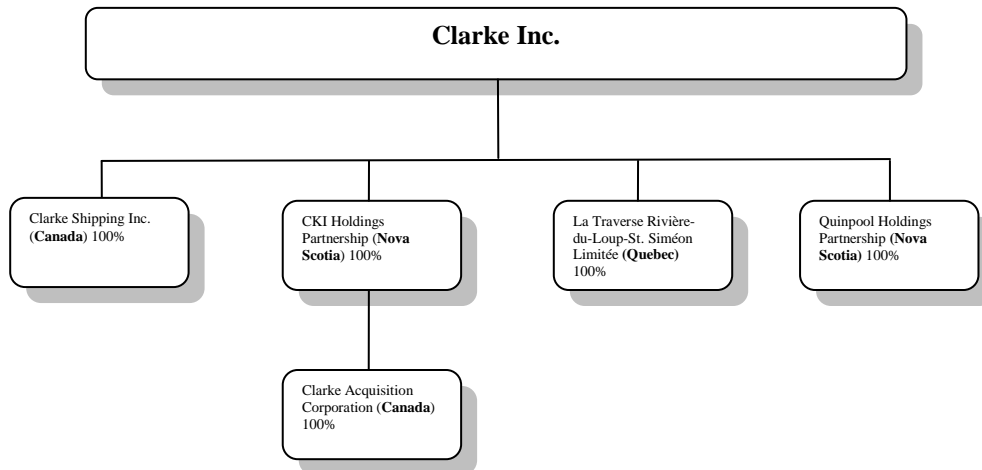 Clarke Inc.
Clarke Shipping Inc.
(Canada) 100%
CKI Holdings
Partnership (Nova
Scotia) 100%
La Traverse Rivière-
du-Loup-St. Siméon
Limitée (Quebec)
100%
Quinpool Holdings
Partnership (Nova
Scotia) 100%
Clarke Acquisition
Corporation (Canada)
100%